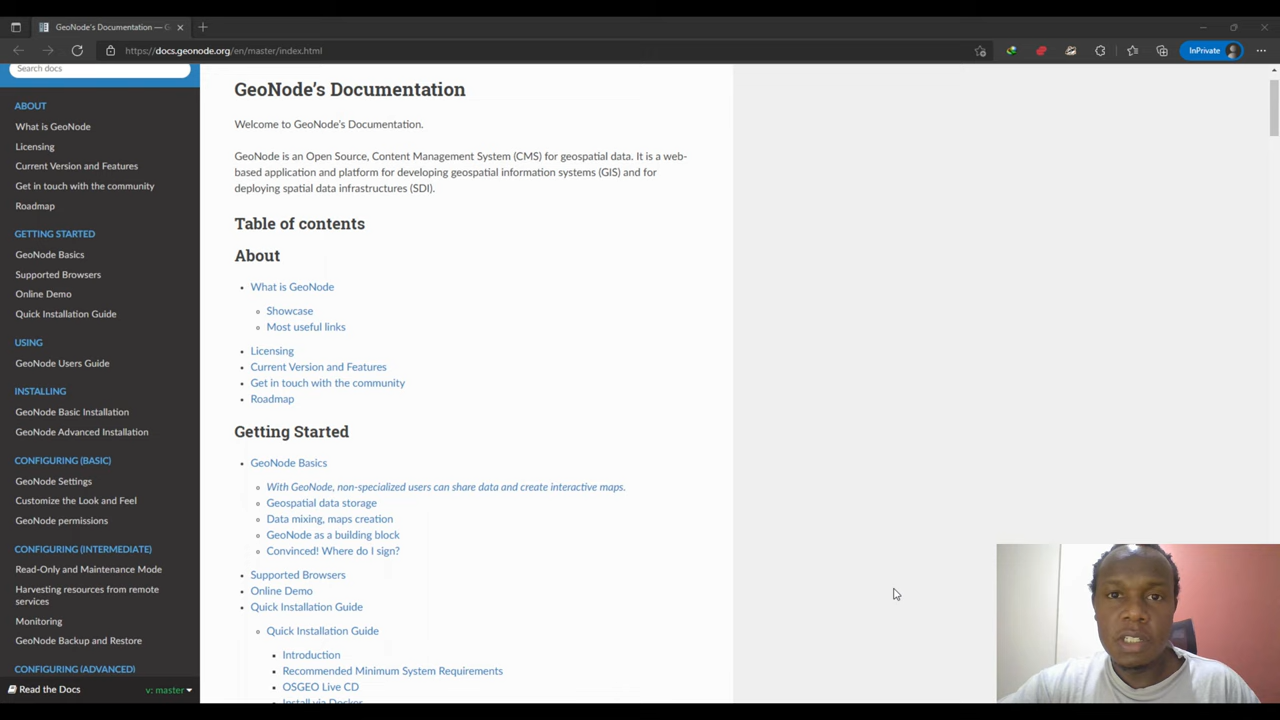 GeoNode's Documentation — G
https://docs.geonode.org/en/master/index.html
InPrivate
Search docs
ABOUT
What is GeoNode
Licensing
Current Version and Features
Get in touch with the community
Roadmap
GETTING STARTED
GeoNode Basics
Supported Browsers
Online Demo
Quick Installation Guide
USING
GeoNode Users Guide
INSTALLING
GeoNode Basic Installation
GeoNode Advanced Installation
CONFIGURING (BASIC)
GeoNode Settings
Customize the Look and Feel
GeoNode permissions
CONFIGURING (INTERMEDIATE)
Read-Only and Maintenance Mode
Harvesting resources from remote
services
Monitoring
GeoNode Backup and Restore
CONFIGURING (ADVANCED)
Read the Docs
v: master
GeoNode's Documentation
Welcome to GeoNode's Documentation.
GeoNode is an Open Source, Content Management System (CMS) for geospatial data. It is a web-
based application and platform for developing geospatial information systems (GIS) and for
deploying spatial data infrastructures (SDI).
Table of contents
About
What is GeoNode
Showcase
Most useful links
Licensing
Current Version and Features
Get in touch with the community
Roadmap
Getting Started
GeoNode Basics
With GeoNode, non-specialized users can share data and create interactive maps.
Geospatial data storage
Data mixing, maps creation
GeoNode as a building block
Convinced! Where do I sign?
Supported Browsers
Online Demo
Quick Installation Guide
Quick Installation Guide
Introduction
Recommended Minimum System Requirements
OSGEO Live CD
Install via Docker